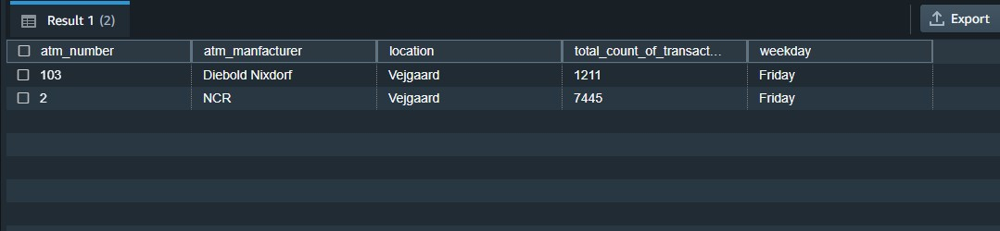 Result 1 (2)
Export
atm_number atm_manfacturer location total_count_of_transact... weekday
103 Diebold Nixdorf Vejgaard 1211 Friday
2 NCR Vejgaard 7445 Friday